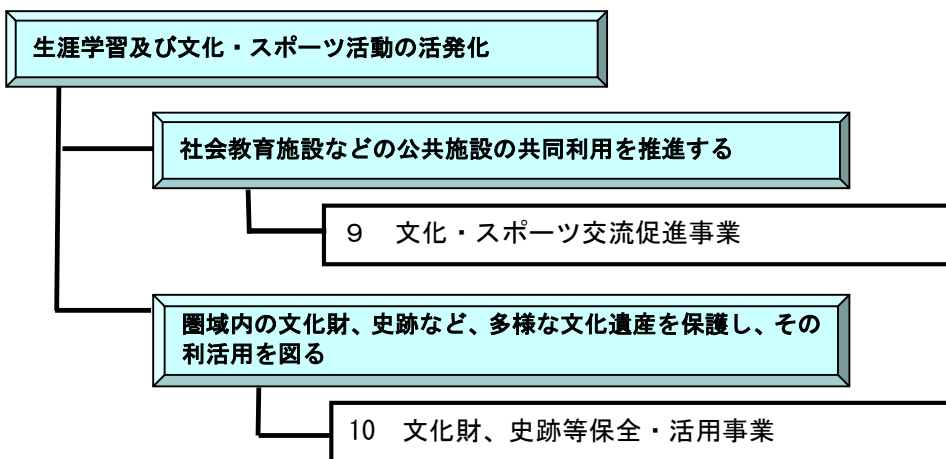 生涯学習及び文化・スポーツ活動の活発化
社会教育施設などの公共施設の共同利用を推進する
９　文化・スポーツ交流促進事業
圏域内の文化財、史跡など、多様な文化遺産を保護し、その
利活用を図る
10　文化財、史跡等保全・活用事業